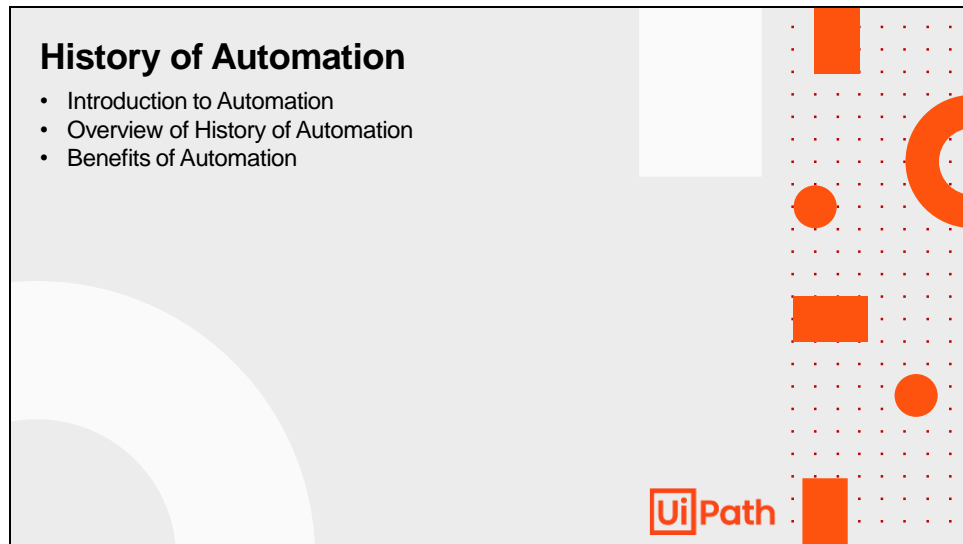 History of Automation
• Introduction to Automation
• Overview of History of Automation
• Benefits of Automation
UiPath